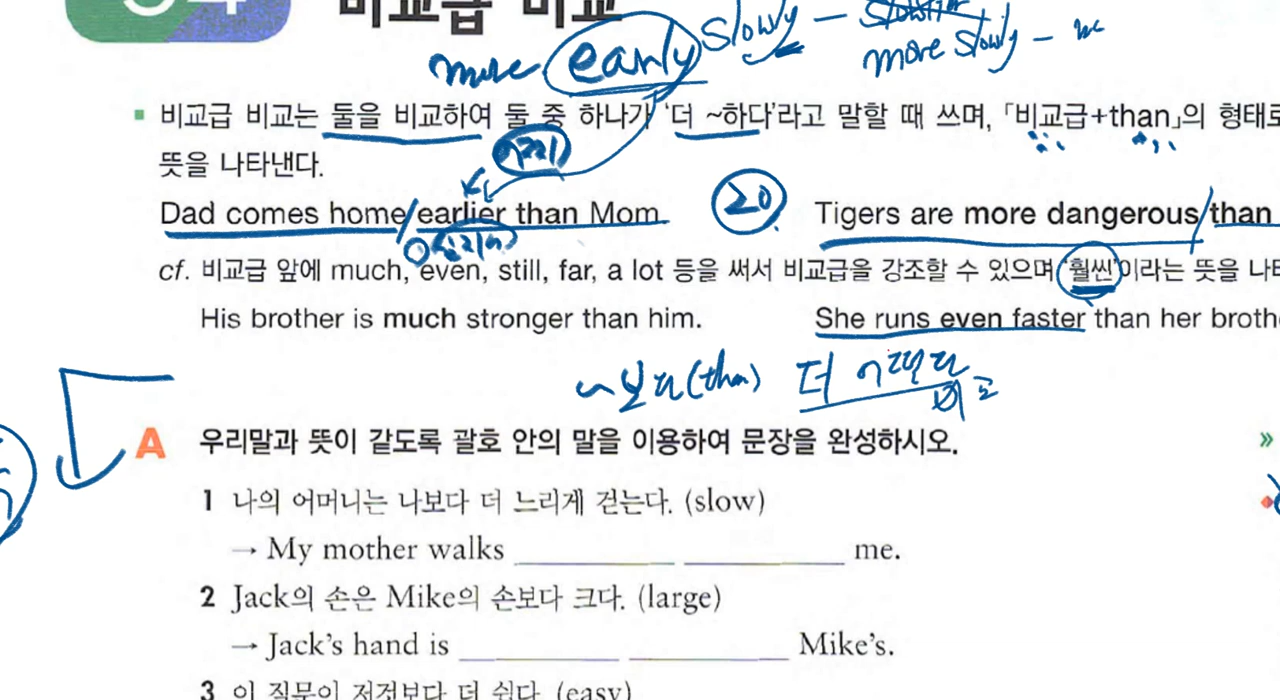 비교급 비교
more early slowly – slowlier
more slowly –
비교급 비교는 둘을 비교하여 둘 중 하나가 '더 ~하다'라고 말할 때 쓰며, 「비교급+than」의 형태로
뜻을 나타낸다.
Dad comes home/earlier than Mom
20
Tigers are more dangerous/than
cf. 비교급 앞에 much, even, still, far, a lot 등을 써서 비교급을 강조할 수 있으며 '훨씬'이라는 뜻을 나타
His brother is much stronger than him.
She runs even faster than her broth
~보다(than) 더
A 우리말과 뜻이 같도록 괄호 안의 말을 이용하여 문장을 완성하시오.
»
1 나의 어머니는 나보다 더 느리게 걷는다. (slow)
→ My mother walks ________ ________ me.
2 Jack의 손은 Mike의 손보다 크다. (large)
→ Jack's hand is ________ ________ Mike's.
3 이 질문이 저것보다 더 쉽다. (easy)